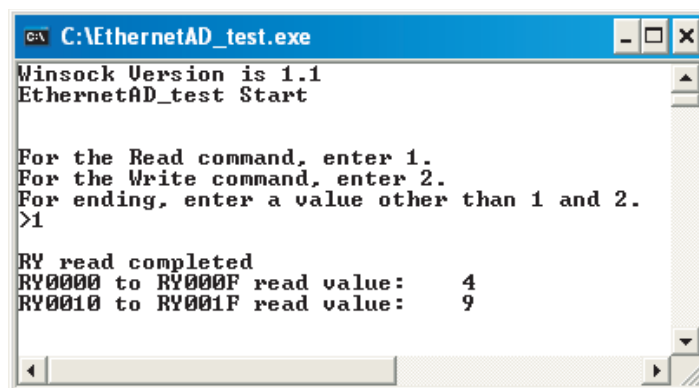 C:\EthernetAD_test.exe
Winsock Version is 1.1
EthernetAD_test Start
For the Read command, enter 1.
For the Write command, enter 2.
For ending, enter a value other than 1 and 2.
>1
RY read completed
RY0000 to RY000F read value: 4
RY0010 to RY001F read value: 9